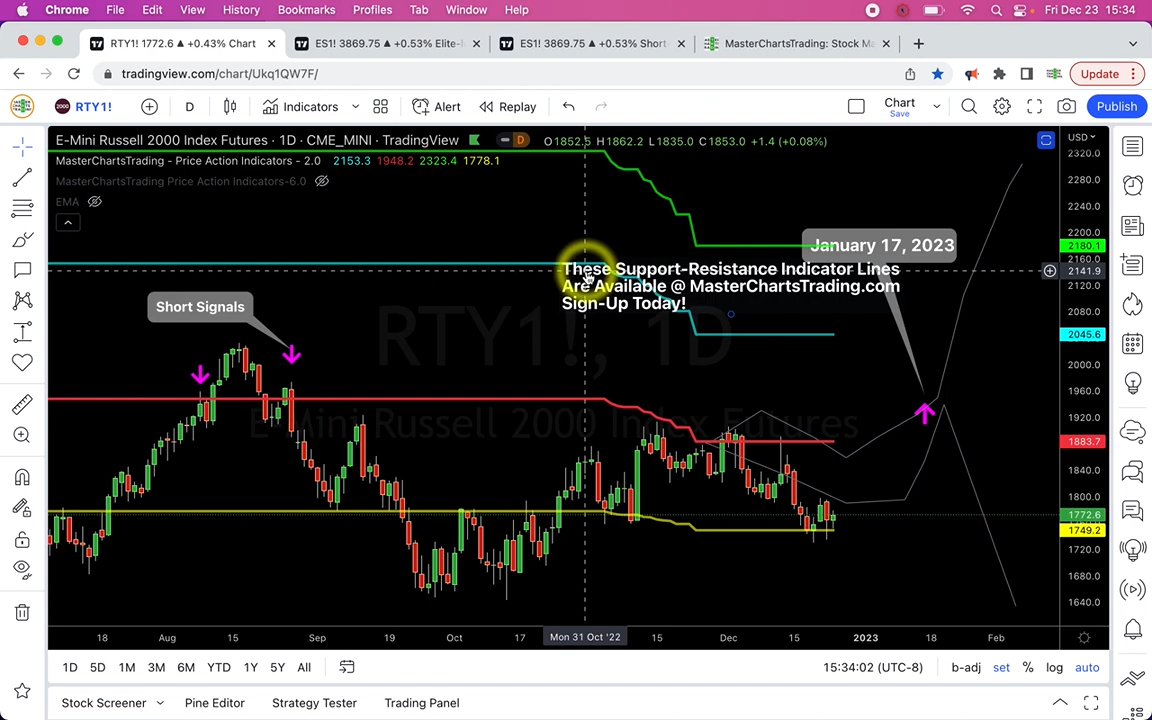 Chrome File Edit View History Bookmarks Profiles Tab Window Help Fri Dec 23 15:34
RTY1! 1772.6 ▲ +0.43% Chart ES1! 3869.75 ▲ +0.53% Elite- ES1! 3869.75 ▲ +0.53% Short- MasterChartsTrading: Stock Ma
tradingview.com/chart/Ukq1QW7F/ Update
2000 RTY1! D Indicators Alert Replay Chart Publish
Save
E-Mini Russell 2000 Index Futures · 1D · CME_MINI · TradingView D O1852.5 H1862.2 L1835.0 C1853.0 +1.4 (+0.08%) USD
MasterChartsTrading - Price Action Indicators - 2.0 2153.3 1948.2 2323.4 1778.1
MasterChartsTrading Price Action Indicators-6.0
EMA
2320.0
2280.0
2240.0
2200.0
January 17, 2023
2180.1
2160.0
These Support-Resistance Indicator Lines
2141.9
Are Available @ MasterChartsTrading.com
2120.0
Sign-Up Today!
Short Signals
2080.0
2045.6
RTY1!, 1D
2000.0
1960.0
1920.0
E-Mini Russell 2000 Index Futures
1883.7
1840.0
1800.0
1772.6
1749.2
1720.0
1680.0
1640.0
18 Aug 15 Sep 19 Oct 17 Mon 31 Oct '22 15 Dec 15 2023 18 Feb
1D 5D 1M 3M 6M YTD 1Y 5Y All 15:34:02 (UTC-8) b-adj set % log auto
Stock Screener Pine Editor Strategy Tester Trading Panel